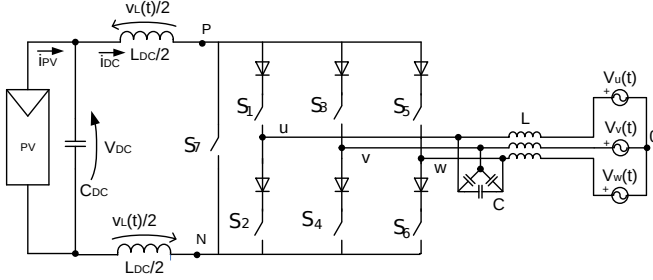 vL(t)/2
P
iPV
iDC
LDC/2
Vu(t)
+
S1
S3
S5
L
u
Vv(t)
+
0
S7
v
PV
VDC
w
Vw(t)
+
CDC
C
vL(t)/2
S2
S4
S6
N
LDC/2